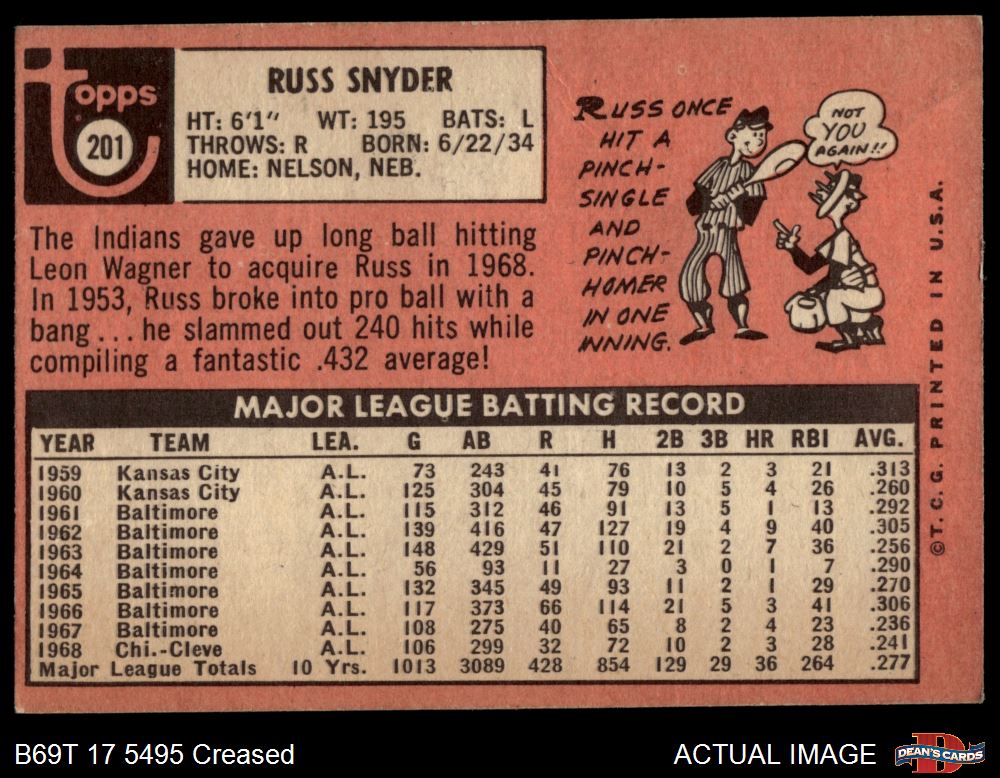 Topps
201
RUSS SNYDER
HT: 6'1" WT: 195 BATS: L
THROWS: R BORN: 6/22/34
HOME: NELSON, NEB.
The Indians gave up long ball hitting
Leon Wagner to acquire Russ in 1968.
In 1953, Russ broke into pro ball with a
bang...he slammed out 240 hits while
compiling a fantastic .432 average!
RUSS ONCE
HIT A
PINCH-
SINGLE
AND
PINCH-
HOMER
IN ONE
INNING.
NOT
YOU
AGAIN!!
MAJOR LEAGUE BATTING RECORD
YEAR TEAM LEA. G AB R H 2B 3B HR RBI AVG.
1959 Kansas City A.L. 73 243 41 76 13 2 3 21 .313
1960 Kansas City A.L. 125 304 45 79 10 5 4 26 .260
1961 Baltimore A.L. 115 312 46 91 13 5 1 13 .292
1962 Baltimore A.L. 139 416 47 127 19 4 9 40 .305
1963 Baltimore A.L. 148 429 51 110 21 2 7 36 .256
1964 Baltimore A.L. 56 93 11 27 3 0 1 7 .290
1965 Baltimore A.L. 132 345 49 93 11 2 1 29 .270
1966 Baltimore A.L. 117 373 66 114 21 5 3 41 .306
1967 Baltimore A.L. 108 275 40 65 8 2 4 23 .236
1968 Chi.-Cleve A.L. 106 299 32 72 10 2 3 28 .241
Major League Totals 10 Yrs. 1013 3089 428 854 129 29 36 264 .277
©T. C. G. PRINTED IN U.S.A.
B69T 17 5495 Creased
ACTUAL IMAGE
DEAN'S CARDS